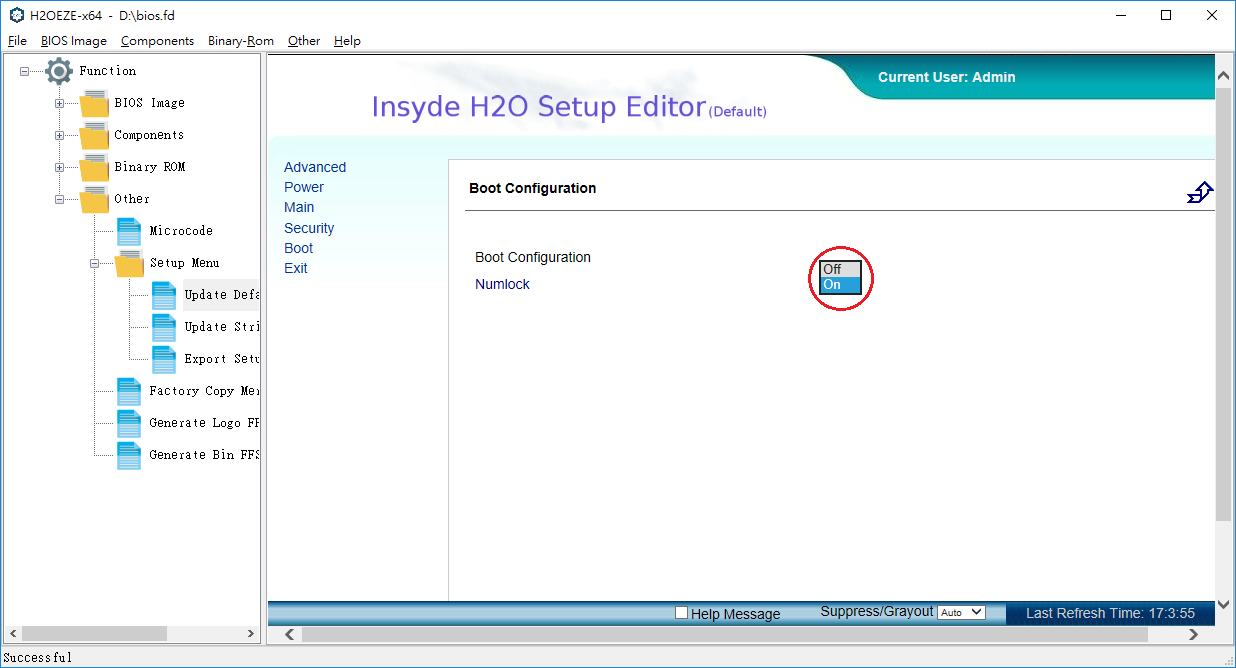 H2OEZE-x64 - D:\bios.fd
File BIOS Image Components Binary-Rom Other Help
Function
BIOS Image
Components
Binary ROM
Other
Microcode
Setup Menu
Update Defa
Update Stri
Export Setu
Factory Copy Mer
Generate Logo FF
Generate Bin FFS
Current User: Admin
Insyde H2O Setup Editor (Default)
Advanced
Power
Main
Security
Boot
Exit
Boot Configuration
Boot Configuration
Numlock
Off
On
Help Message Suppress/Grayout Auto Last Refresh Time: 17:3:55
Successful